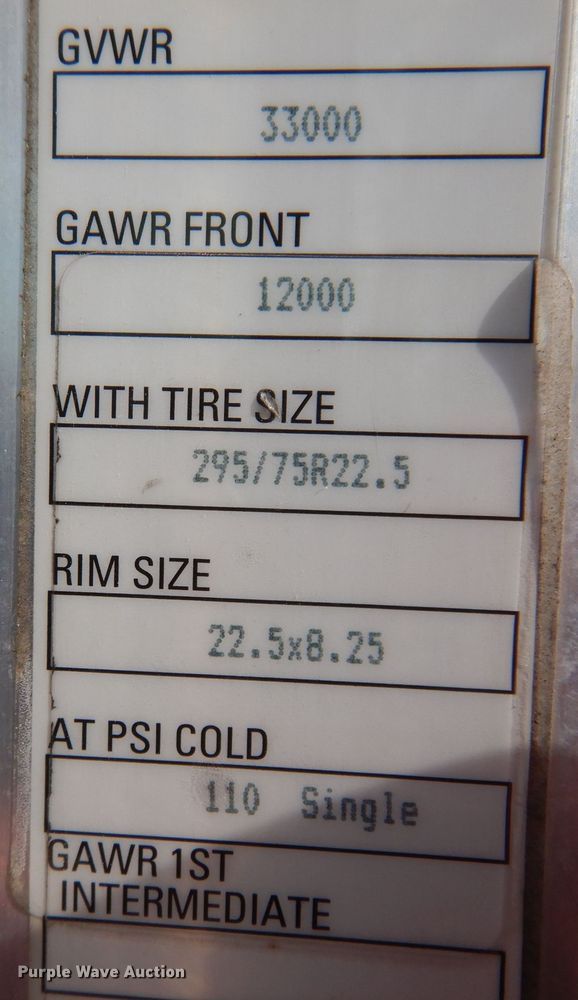 GVWR
33000
GAWR FRONT
12000
WITH TIRE SIZE
295/75R22.5
RIM SIZE
22.5x8.25
AT PSI COLD
110 Single
GAWR 1ST
INTERMEDIATE
Purple Wave Auction